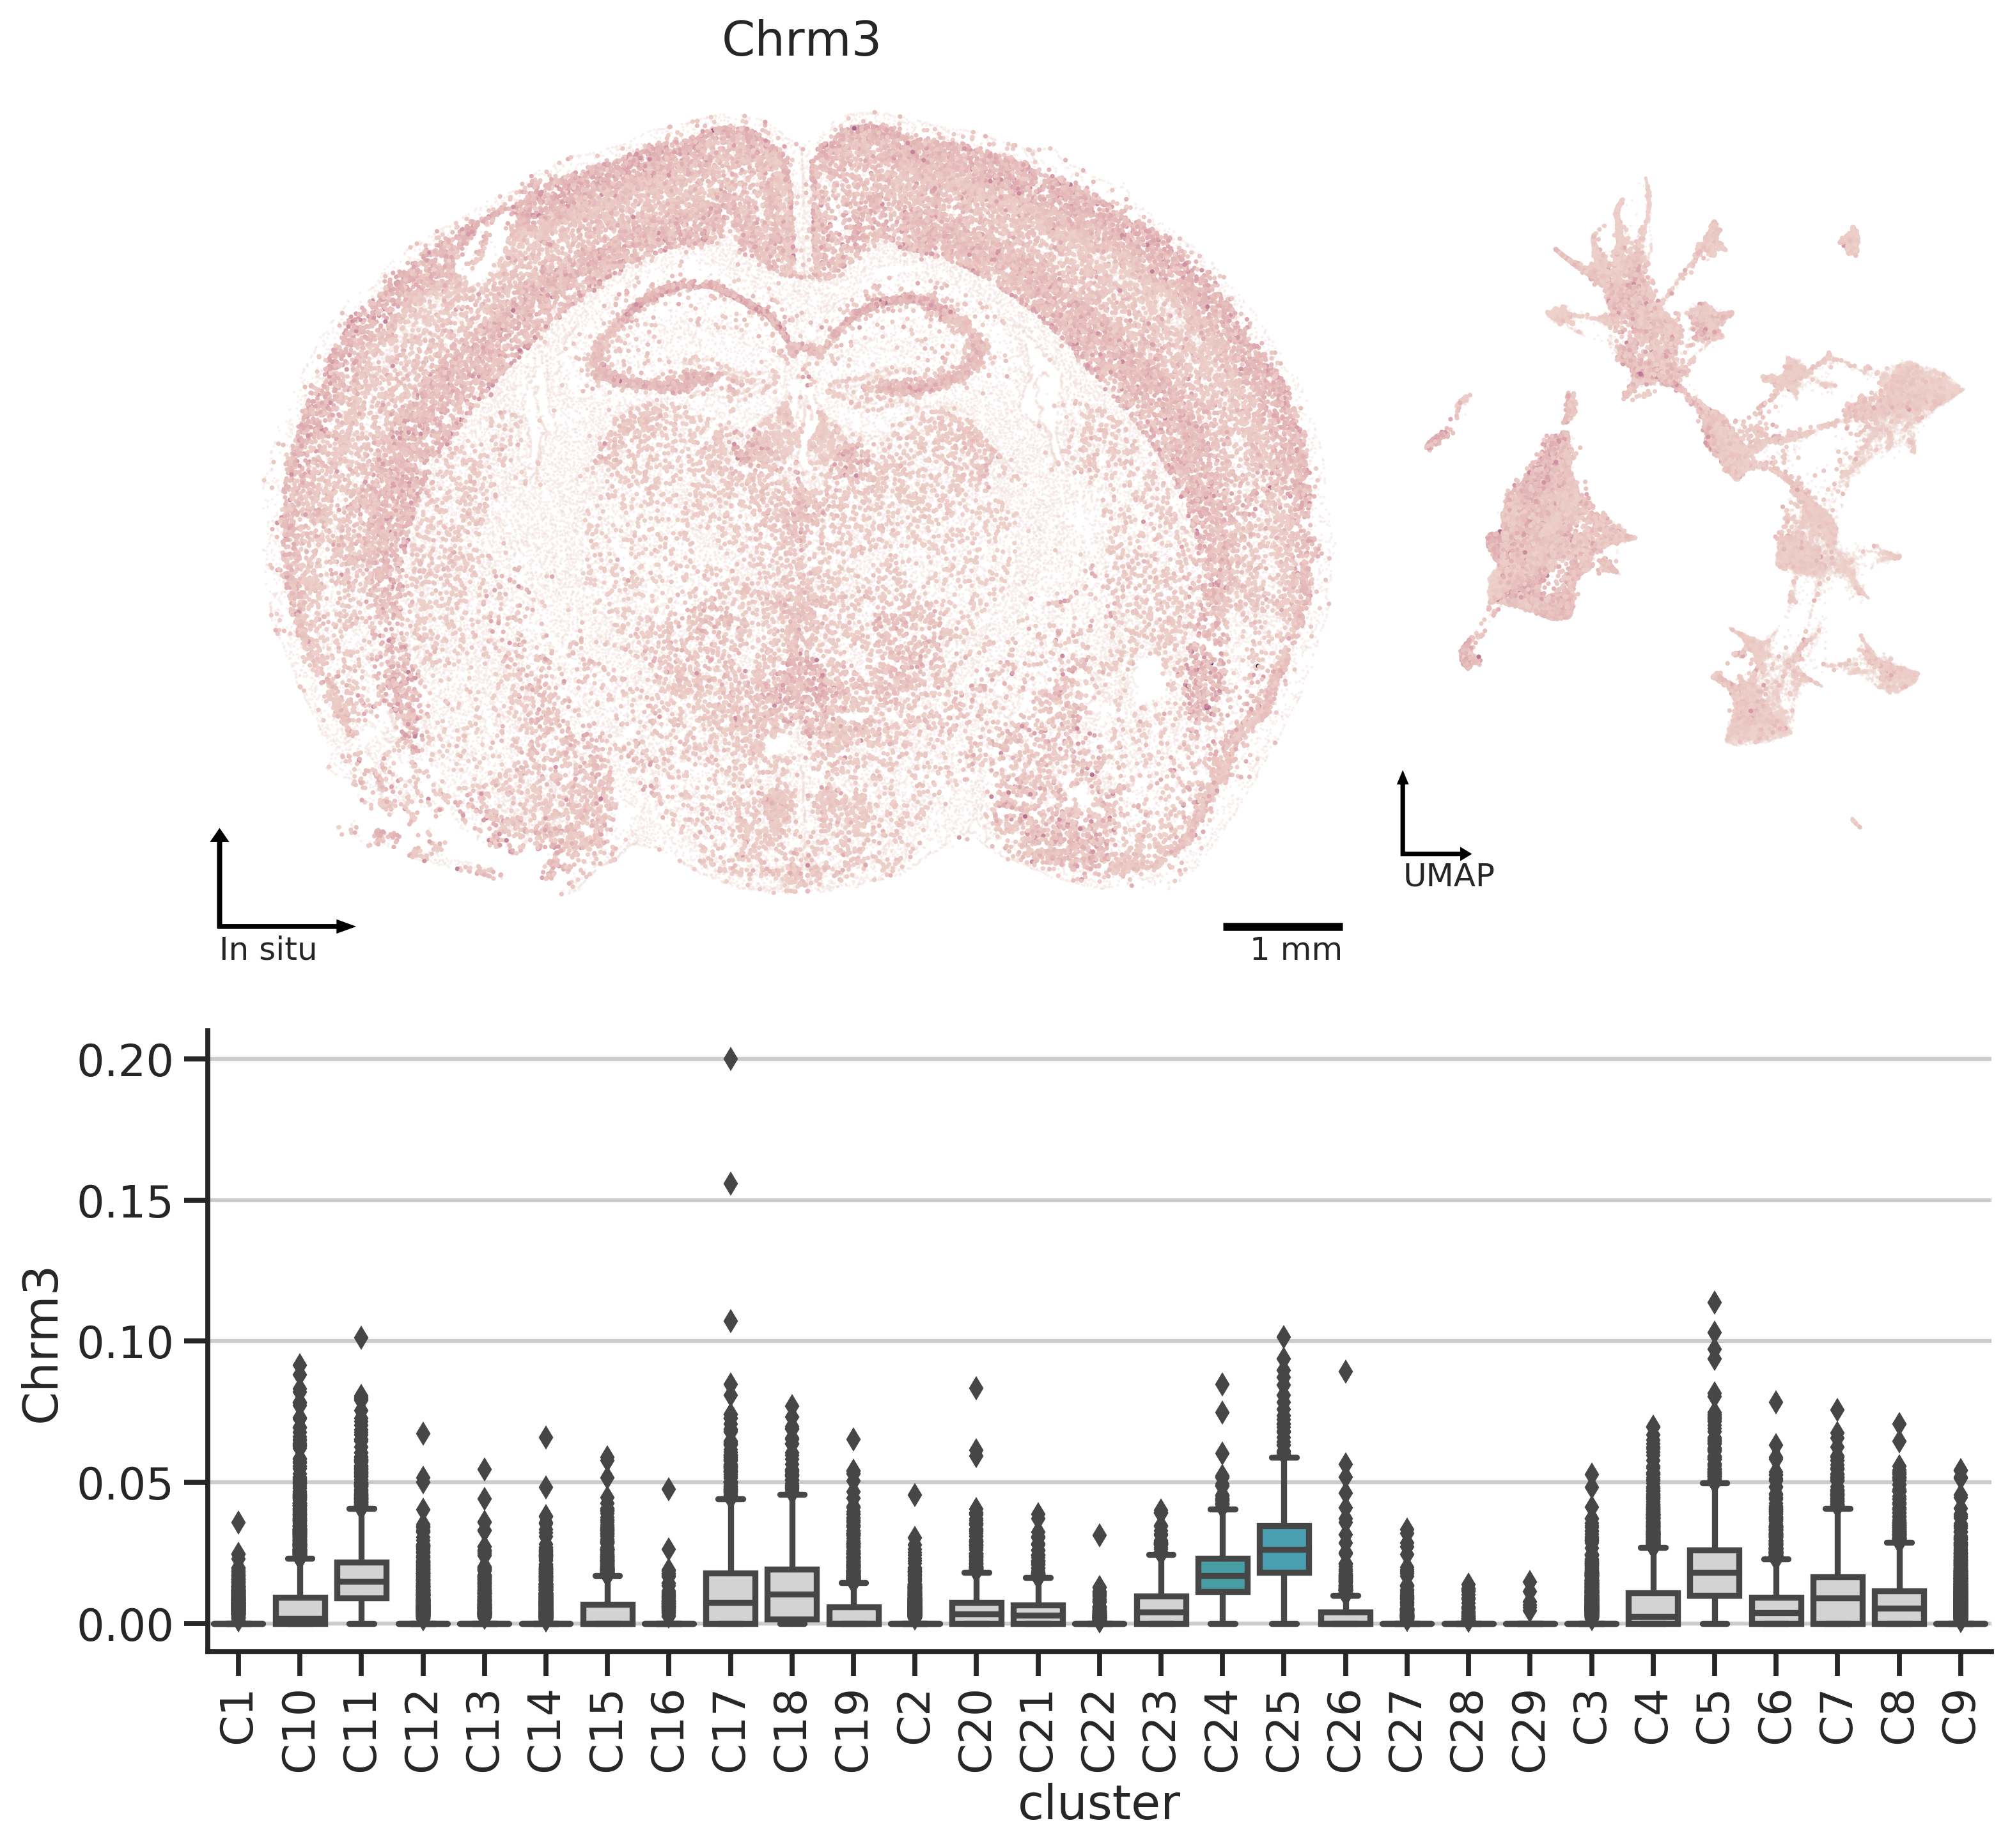 Chrm3
In situ
1 mm
UMAP
0.20
0.15
0.10
0.05
0.00
Chrm3
C1
C10
C11
C12
C13
C14
C15
C16
C17
C18
C19
C2
C20
C21
C22
C23
C24
C25
C26
C27
C28
C29
C3
C4
C5
C6
C7
C8
C9
cluster